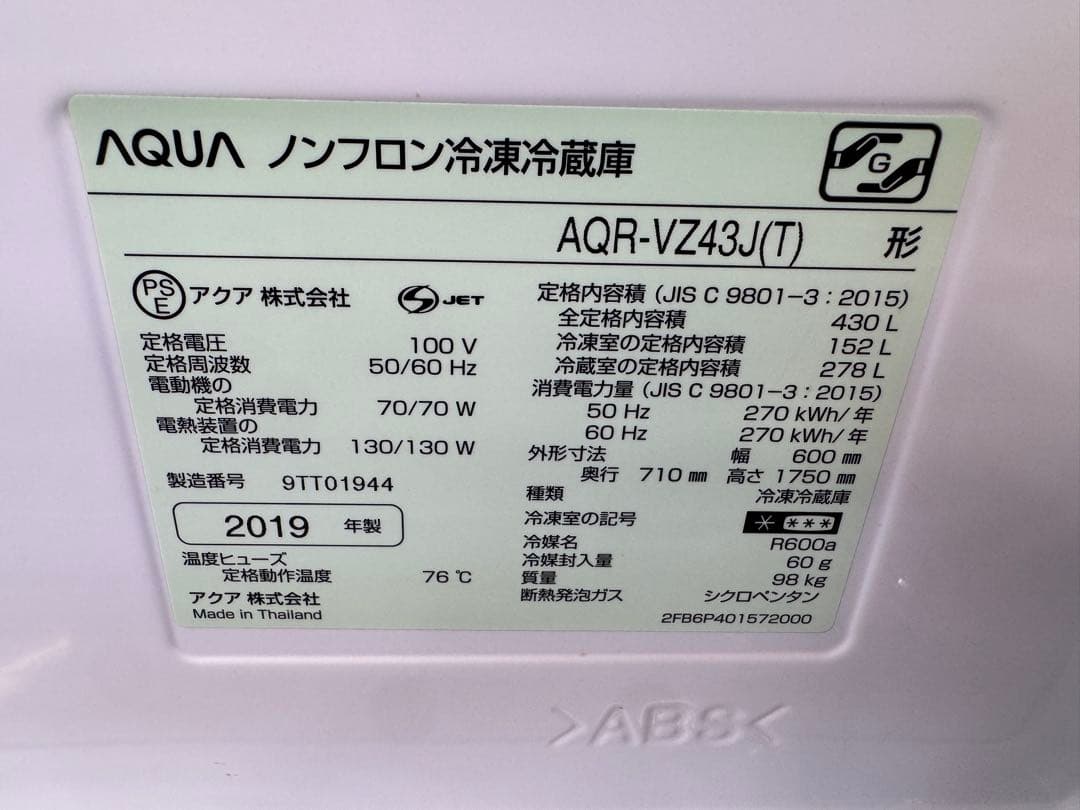 AQUA ノンフロン冷凍冷蔵庫
G
AQR-VZ43J(T) 形
PSE アクア 株式会社 S JET
定格電圧 100 V
定格周波数 50/60 Hz
電動機の
定格消費電力 70/70 W
電熱装置の
定格消費電力 130/130 W
製造番号 9TT01944
2019 年製
温度ヒューズ
定格動作温度 76 ℃
アクア 株式会社
Made in Thailand
定格内容積 (JIS C 9801-3 : 2015)
全定格内容積 430 L
冷凍室の定格内容積 152 L
冷蔵室の定格内容積 278 L
消費電力量 (JIS C 9801-3 : 2015)
50 Hz 270 kWh/年
60 Hz 270 kWh/年
外形寸法 幅 600 mm
奥行 710 mm 高さ 1750 mm
種類 冷凍冷蔵庫
冷凍室の記号 * ***
冷媒名 R600a
冷媒封入量 60 g
質量 98 kg
断熱発泡ガス シクロペンタン
2FB6P401572000
>ABS<